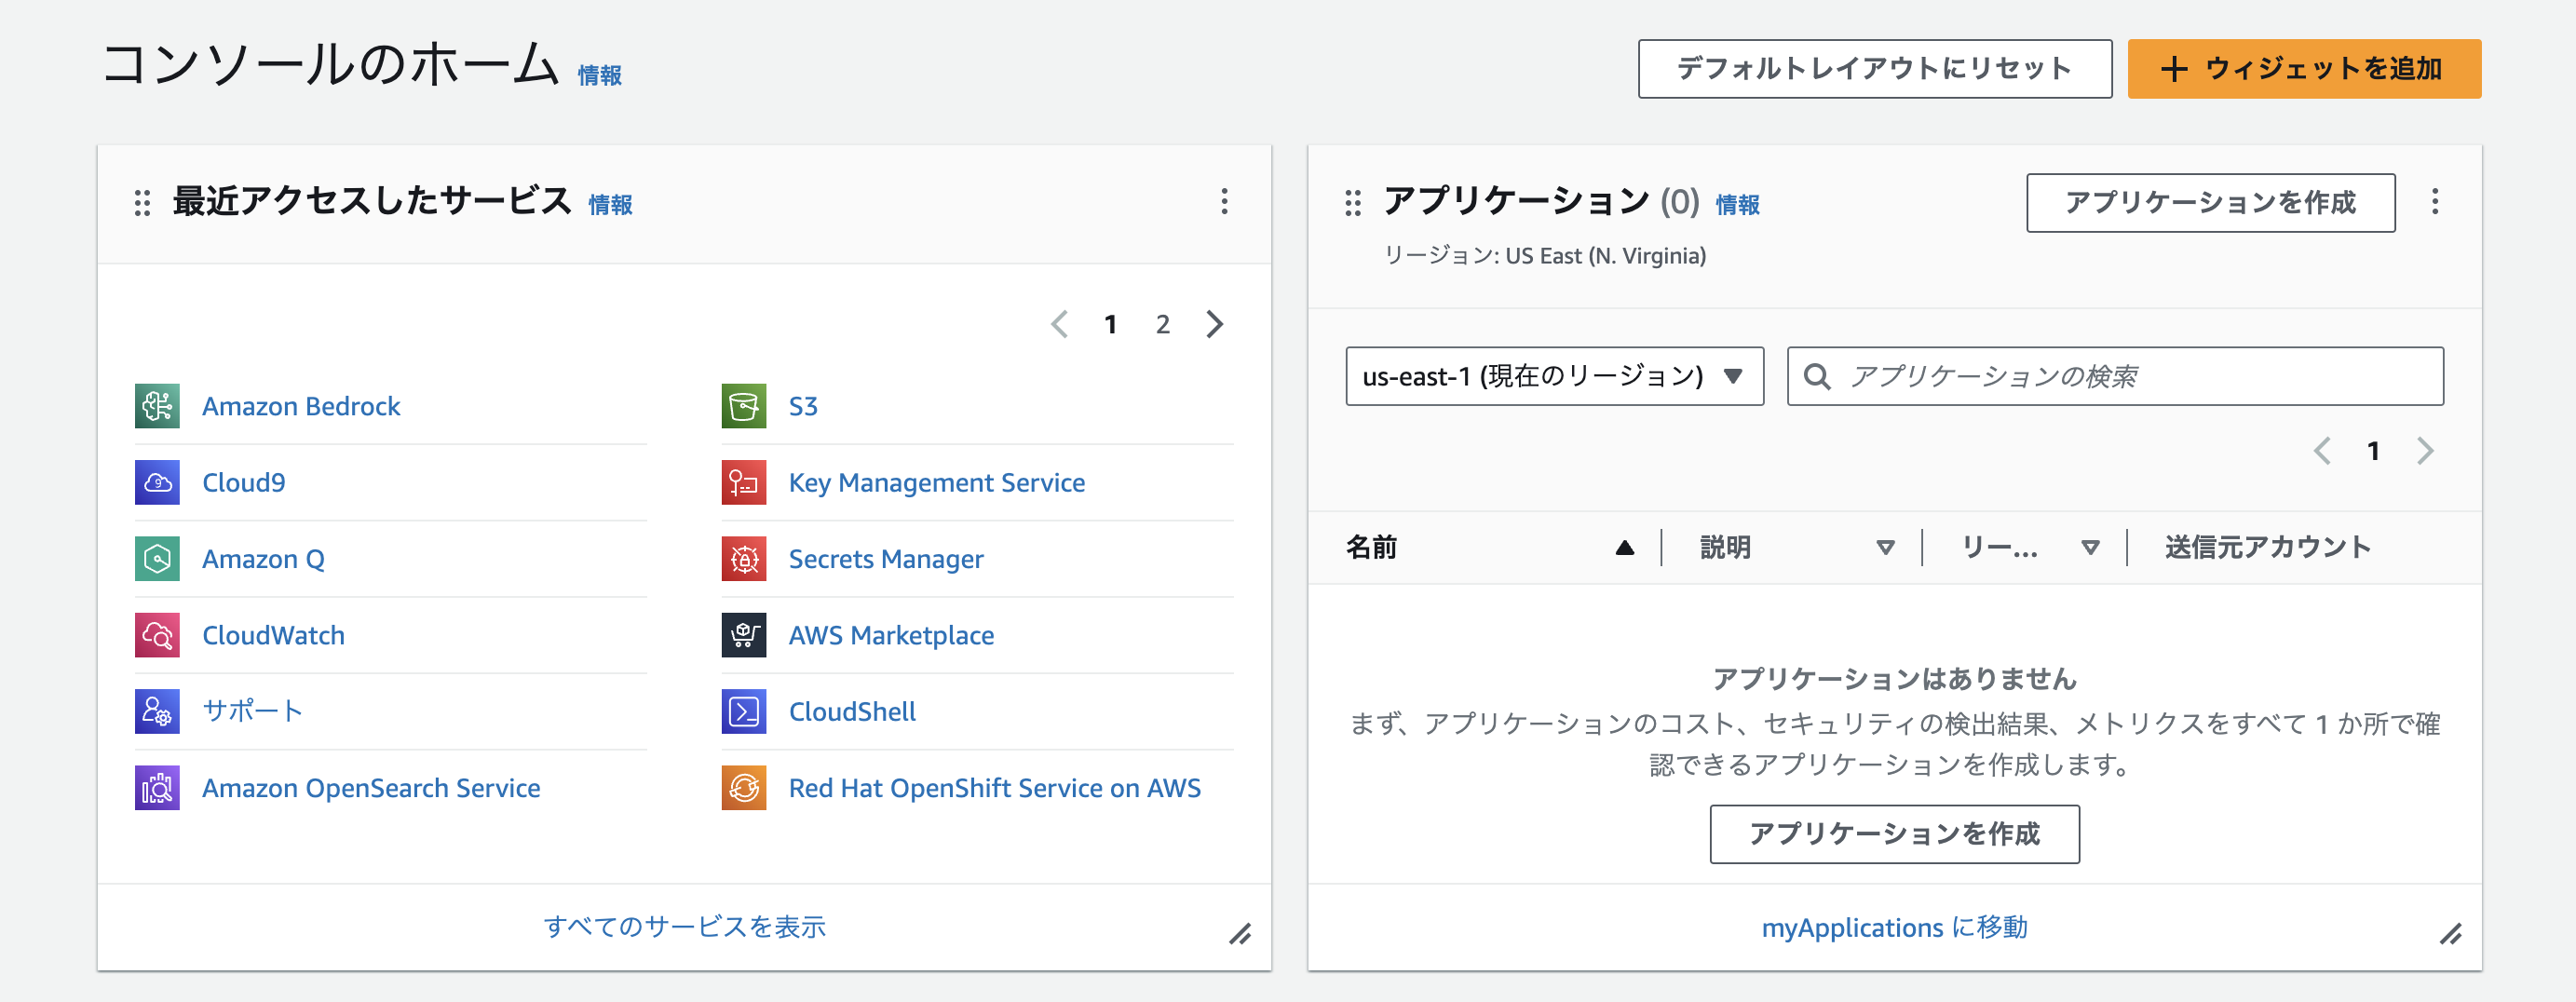 コンソールのホーム 情報
デフォルトレイアウトにリセット
ウィジェットを追加
最近アクセスしたサービス 情報
1 2
Amazon Bedrock
Cloud9
Amazon Q
CloudWatch
サポート
Amazon OpenSearch Service
S3
Key Management Service
Secrets Manager
AWS Marketplace
CloudShell
Red Hat OpenShift Service on AWS
すべてのサービスを表示
アプリケーション (0) 情報
アプリケーションを作成
リージョン: US East (N. Virginia)
us-east-1 (現在のリージョン)
アプリケーションの検索
1
名前 説明 リー... 送信元アカウント
アプリケーションはありません
まず、アプリケーションのコスト、セキュリティの検出結果、メトリクスをすべて 1 か所で確
認できるアプリケーションを作成します。
アプリケーションを作成
myApplications に移動